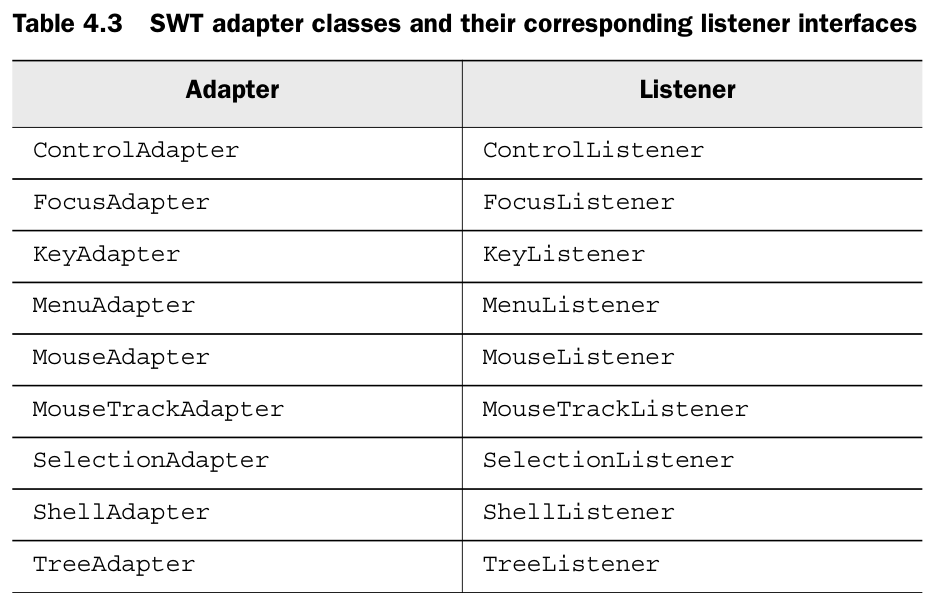 Table 4.3 SWT adapter classes and their corresponding listener interfaces
Adapter Listener
ControlAdapter ControlListener
FocusAdapter FocusListener
KeyAdapter KeyListener
MenuAdapter MenuListener
MouseAdapter MouseListener
MouseTrackAdapter MouseTrackListener
SelectionAdapter SelectionListener
ShellAdapter ShellListener
TreeAdapter TreeListener